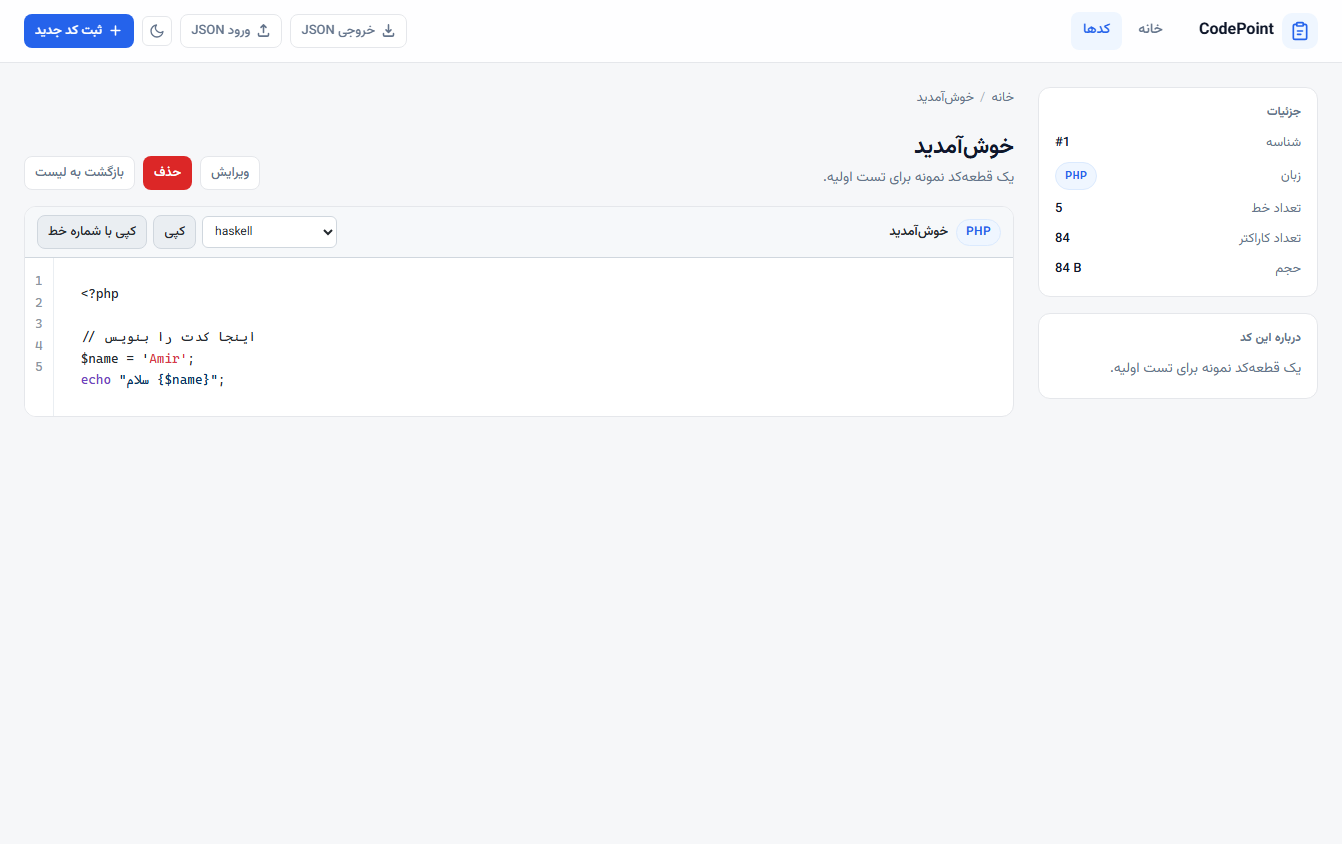 CodePoint
خانه
کدها
خروجی JSON
ورود JSON
ثبت کد جدید
جزئیات
شناسه #1
زبان PHP
تعداد خط 5
تعداد کاراکتر 84
حجم 84 B
درباره این کد
یک قطعه‌کد نمونه برای تست اولیه.
خانه / خوش‌آمدید
خوش‌آمدید
یک قطعه‌کد نمونه برای تست اولیه.
ویرایش
حذف
بازگشت به لیست
PHP خوش‌آمدید
haskell
کپی
کپی با شماره خط
1
2
3
4
5
<?php
// اینجا کدت را بنویس
$name = 'Amir';
echo "سلام {$name}";